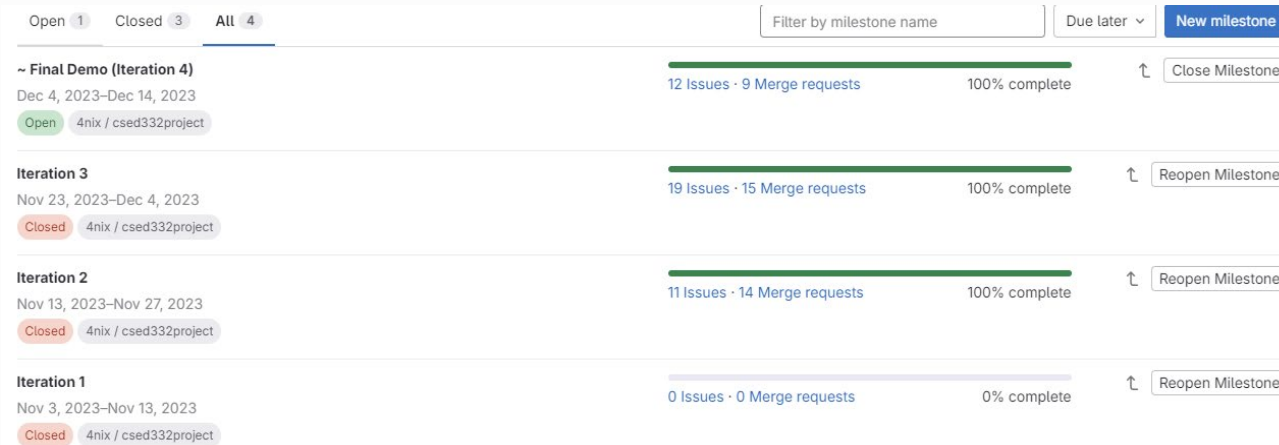 Open 1 Closed 3 All 4 Filter by milestone name Due later New milestone
~ Final Demo (Iteration 4)
12 Issues · 9 Merge requests 100% complete Close Milestone
Dec 4, 2023–Dec 14, 2023
Open 4nix / csed332project
Iteration 3
19 Issues · 15 Merge requests 100% complete Reopen Milestone
Nov 23, 2023–Dec 4, 2023
Closed 4nix / csed332project
Iteration 2
11 Issues · 14 Merge requests 100% complete Reopen Milestone
Nov 13, 2023–Nov 27, 2023
Closed 4nix / csed332project
Iteration 1
0 Issues · 0 Merge requests 0% complete Reopen Milestone
Nov 3, 2023–Nov 13, 2023
Closed 4nix / csed332project